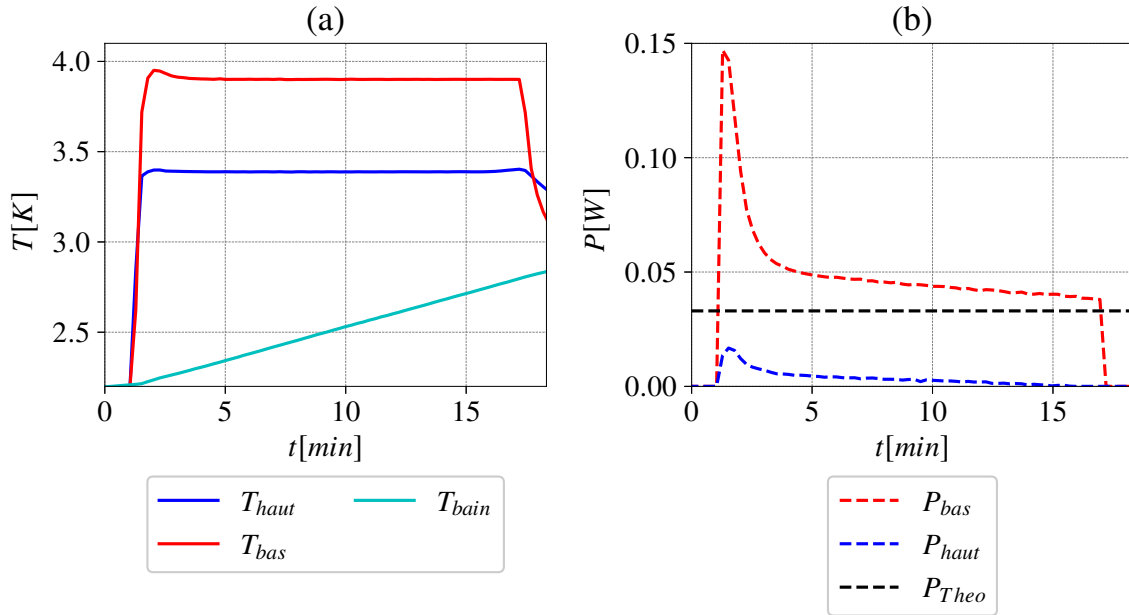 (a)
(b)
4.0
3.5
3.0
2.5
T[K]
0
5
10
15
t[min]
T_haut
T_bain
T_bas
0.15
0.10
0.05
0.00
P[W]
0
5
10
15
t[min]
P_bas
P_haut
P_Theo